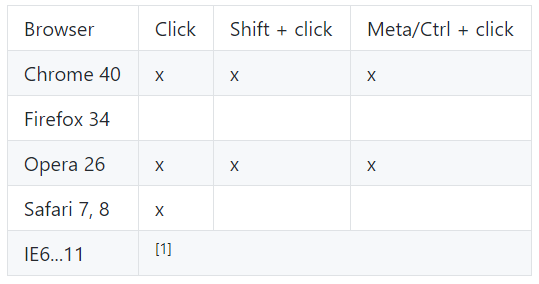 Browser Click Shift + click Meta/Ctrl + click
Chrome 40 x x x
Firefox 34
Opera 26 x x x
Safari 7, 8 x
IE6...11 [1]